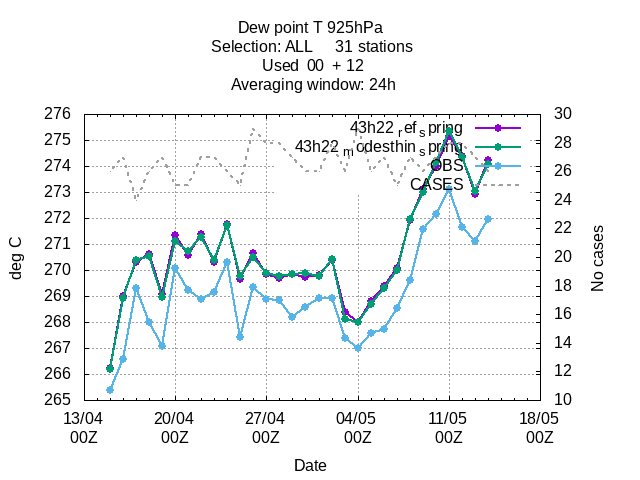 Dew point T 925hPa
Selection: ALL 31 stations
Used 00 + 12
Averaging window: 24h
276 30
275 28
274 26
273 24
272 22
271 20
270 18
269 16
268 14
267 12
266 10
265
43h22 ref spring
43h22 modesthin spring
OBS
CASES
deg C
No cases
13/04 20/04 27/04 04/05 11/05 18/05
00Z 00Z 00Z 00Z 00Z 00Z
Date